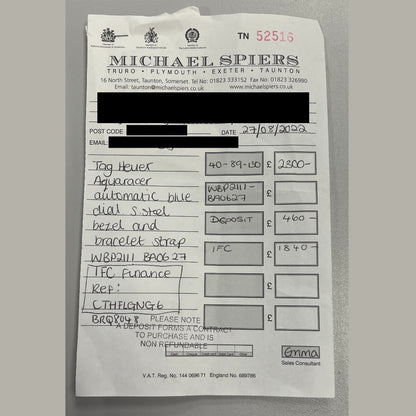 TN 52516
MICHAEL SPIERS
TRURO • PLYMOUTH • EXETER • TAUNTON
16 North Street, Taunton, Somerset. Tel No: 01823 333152 Fax No: 01823 326990
Email: taunton@michaelspiers.co.uk www.michaelspiers.co.uk
POST CODE DATE 27/08/2022
EMAIL:
Tag Heuer 40-89-130 £ 2300-
Aquaracer
automatic blue WBP2111- BA0627 £
dial S.steel
bezel and DEPOSIT £ 460-
bracelet strap
WBP2111 BA0627 IFC £ 1840-
IFC Finance
Ref: £
CTHFLGNG6
BRQ8048 £
PLEASE NOTE
A DEPOSIT FORMS A CONTRACT
TO PURCHASE AND IS
NON REFUNDABLE
Emma
Sales Consultant
V.A.T. Reg. No. 144 0696 71 England No. 689786